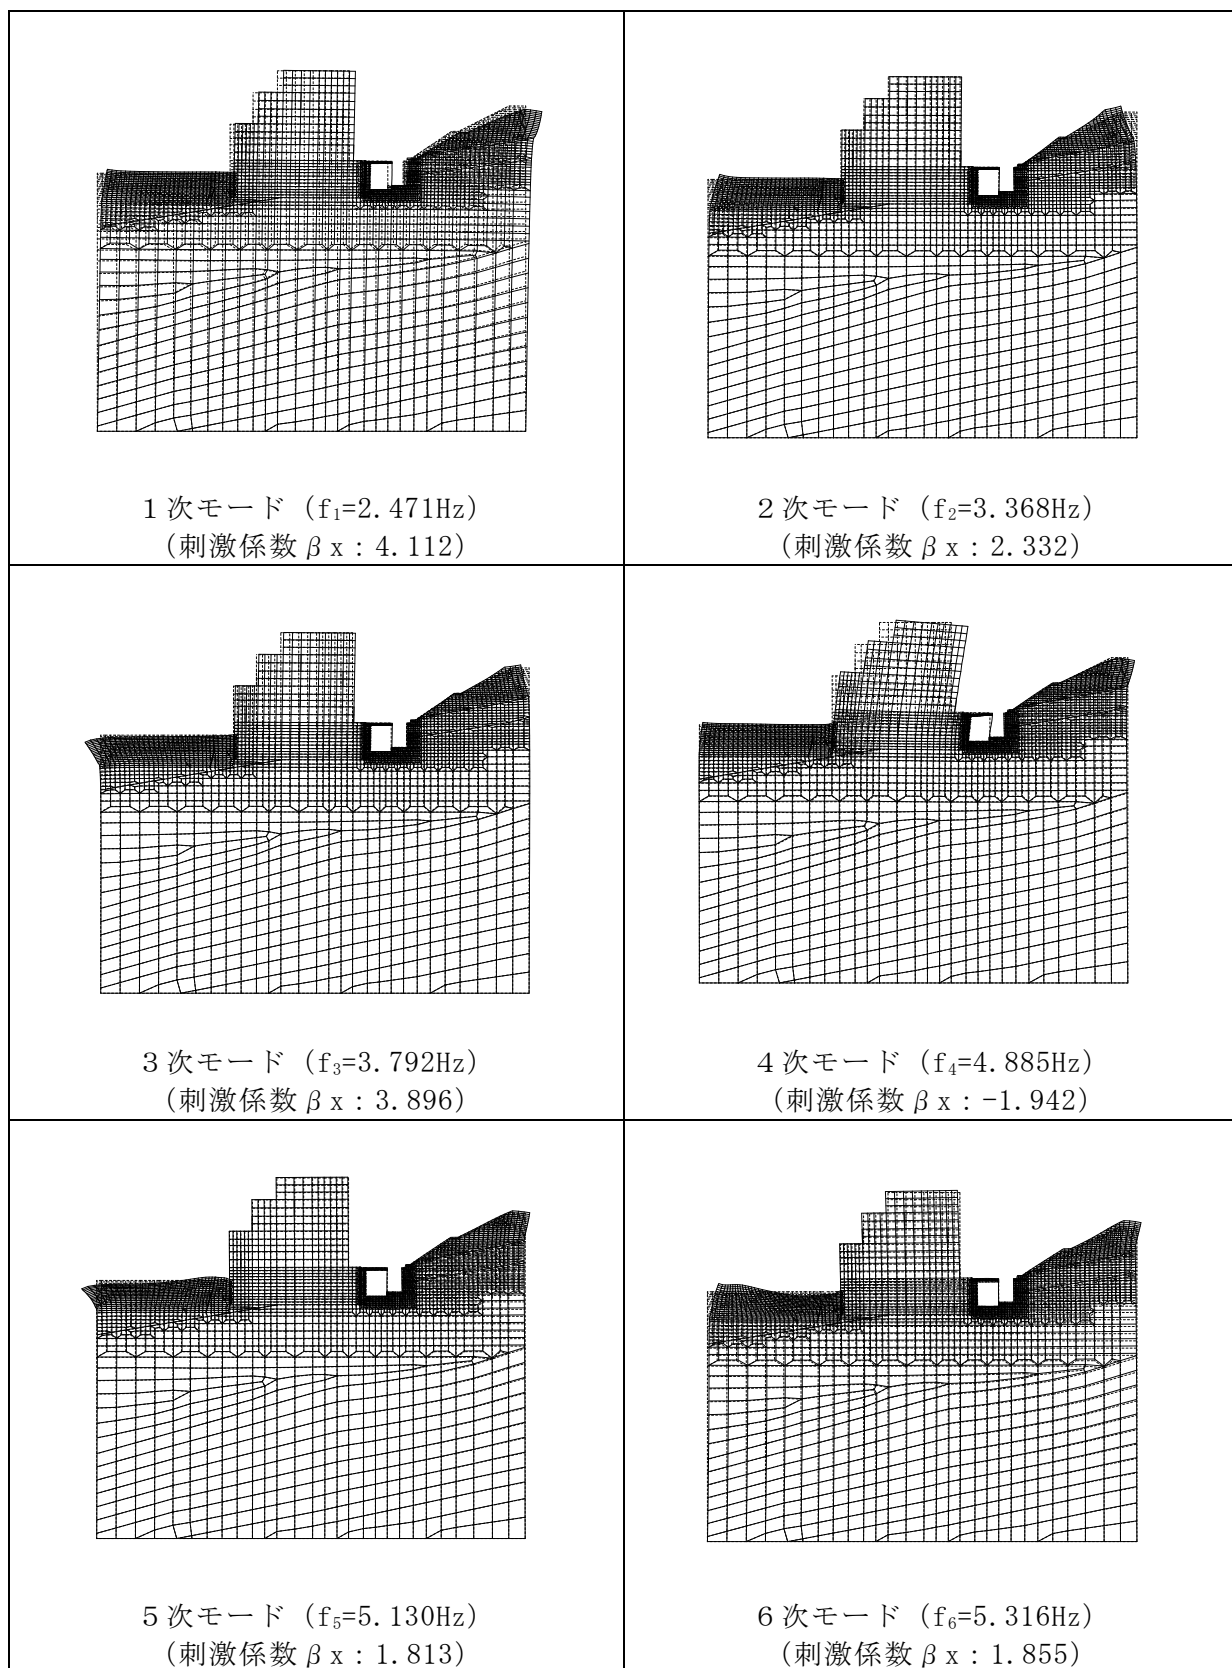 1次モード (f₁=2.471Hz)
(刺激係数βx:4.112)
2次モード (f₂=3.368Hz)
(刺激係数βx:2.332)
3次モード (f₃=3.792Hz)
(刺激係数βx:3.896)
4次モード (f₄=4.885Hz)
(刺激係数βx:-1.942)
5次モード (f₅=5.130Hz)
(刺激係数βx:1.813)
6次モード (f₆=5.316Hz)
(刺激係数βx:1.855)